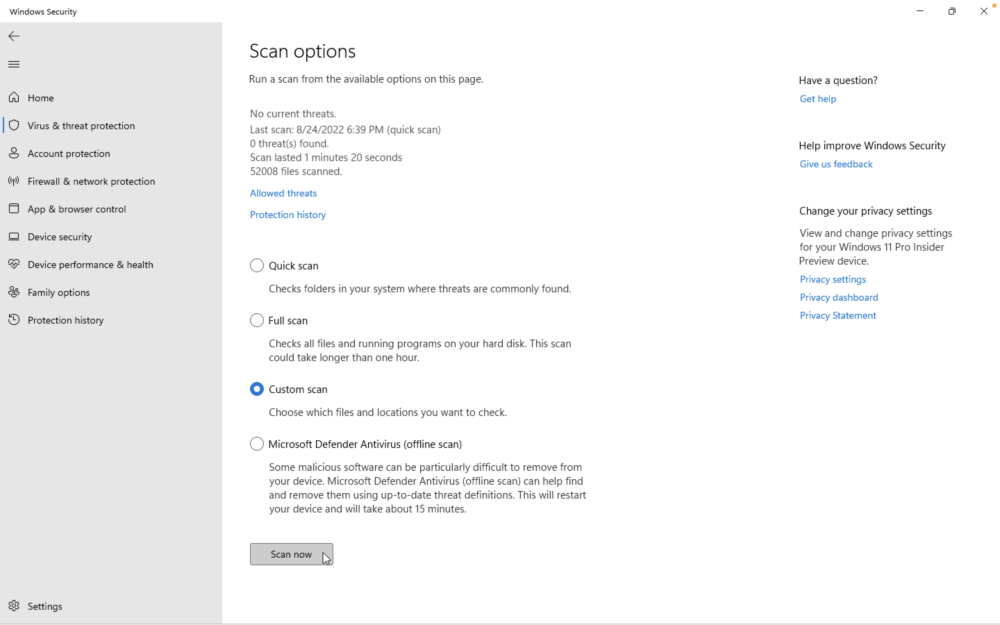 Windows Security
Home
Virus & threat protection
Account protection
Firewall & network protection
App & browser control
Device security
Device performance & health
Family options
Protection history
Settings
Scan options
Run a scan from the available options on this page.
No current threats.
Last scan: 8/24/2022 6:39 PM (quick scan)
0 threat(s) found.
Scan lasted 1 minutes 20 seconds
52008 files scanned.
Allowed threats
Protection history
Quick scan
Checks folders in your system where threats are commonly found.
Full scan
Checks all files and running programs on your hard disk. This scan
could take longer than one hour.
Custom scan
Choose which files and locations you want to check.
Microsoft Defender Antivirus (offline scan)
Some malicious software can be particularly difficult to remove from
your device. Microsoft Defender Antivirus (offline scan) can help find
and remove them using up-to-date threat definitions. This will restart
your device and will take about 15 minutes.
Scan now
Have a question?
Get help
Help improve Windows Security
Give us feedback
Change your privacy settings
View and change privacy settings
for your Windows 11 Pro Insider
Preview device.
Privacy settings
Privacy dashboard
Privacy Statement